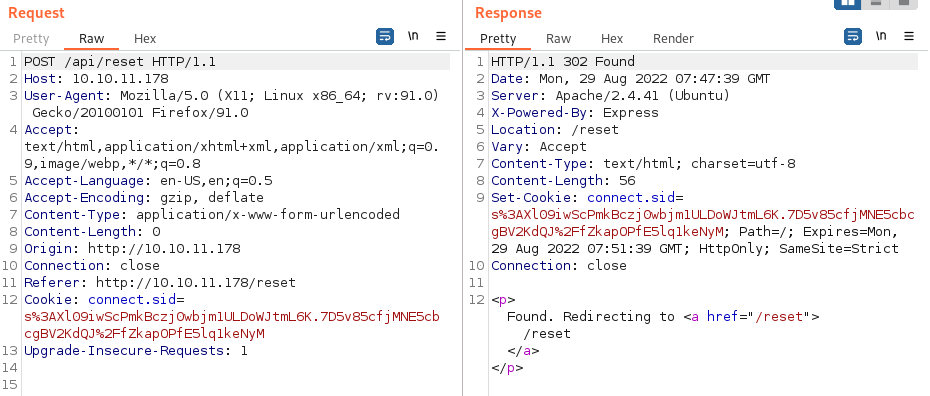 Request
Pretty Raw Hex \n
1 POST /api/reset HTTP/1.1
2 Host: 10.10.11.178
3 User-Agent: Mozilla/5.0 (X11; Linux x86_64; rv:91.0)
Gecko/20100101 Firefox/91.0
4 Accept:
text/html,application/xhtml+xml,application/xml;q=0.
9,image/webp,*/*;q=0.8
5 Accept-Language: en-US,en;q=0.5
6 Accept-Encoding: gzip, deflate
7 Content-Type: application/x-www-form-urlencoded
8 Content-Length: 0
9 Origin: http://10.10.11.178
10 Connection: close
11 Referer: http://10.10.11.178/reset
12 Cookie: connect.sid=
s%3AXl09iwScPmkBczj0wbjm1ULDoWJtmL6K.7D5v85cfjMNE5cb
cgBV2KdQJ%2FfZkapOPfE5lq1keNyM
13 Upgrade-Insecure-Requests: 1
14
15
Response
Pretty Raw Hex Render \n
1 HTTP/1.1 302 Found
2 Date: Mon, 29 Aug 2022 07:47:39 GMT
3 Server: Apache/2.4.41 (Ubuntu)
4 X-Powered-By: Express
5 Location: /reset
6 Vary: Accept
7 Content-Type: text/html; charset=utf-8
8 Content-Length: 56
9 Set-Cookie: connect.sid=
s%3AXl09iwScPmkBczj0wbjm1ULDoWJtmL6K.7D5v85cfjMNE5cbc
gBV2KdQJ%2FfZkapOPfE5lq1keNyM; Path=/; Expires=Mon,
29 Aug 2022 07:51:39 GMT; HttpOnly; SameSite=Strict
10 Connection: close
11
12 <p>
Found. Redirecting to <a href="/reset">
/reset
</a>
</p>